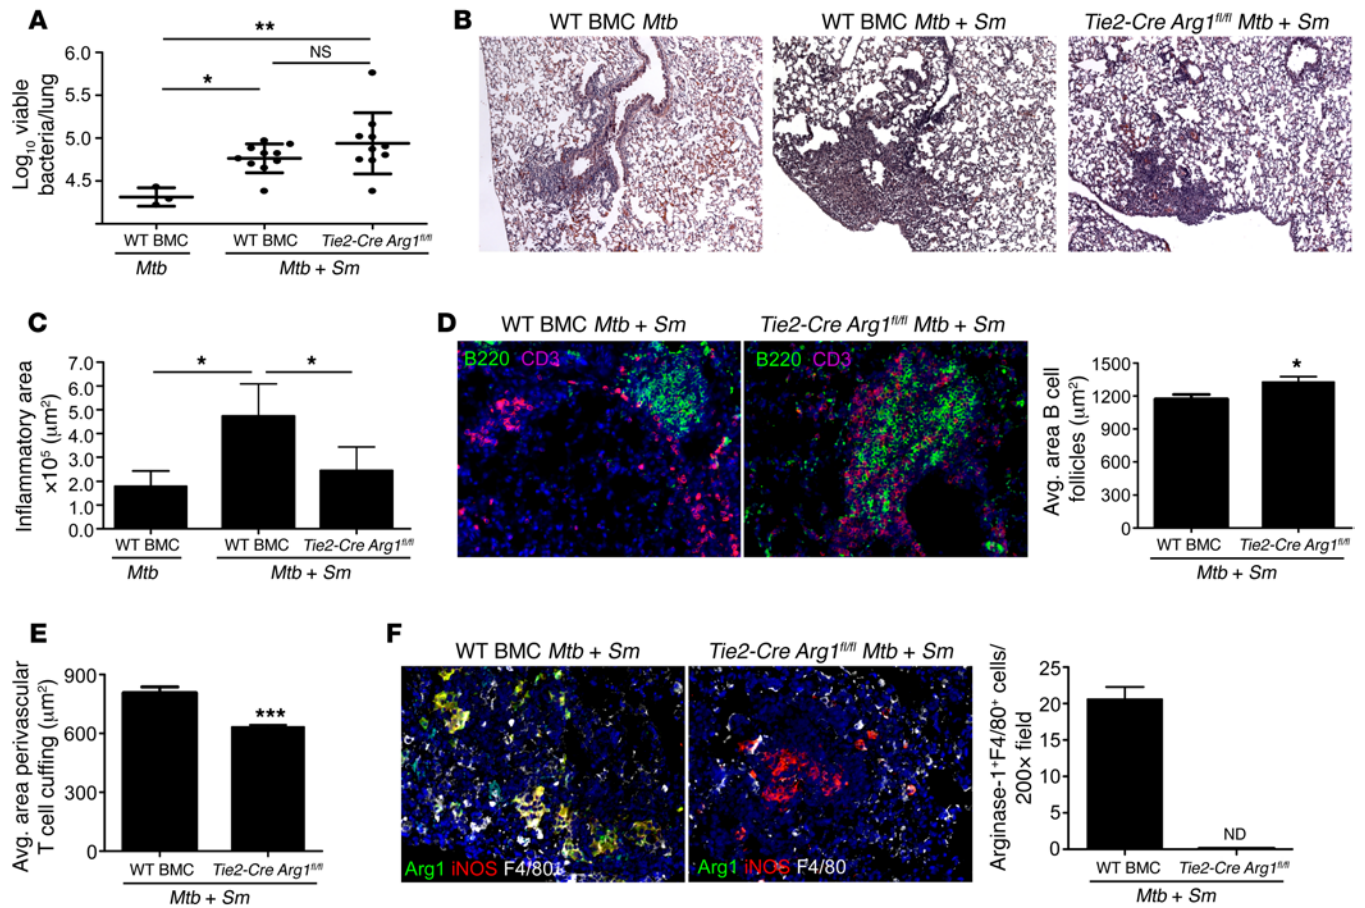 A
** 
NS
*
6.0
5.5
5.0
4.5
Log10 viable
bacteria/lung
WT BMC WT BMC Tie2-Cre Arg1fl/fl
Mtb Mtb + Sm
B
WT BMC Mtb WT BMC Mtb + Sm Tie2-Cre Arg1fl/fl Mtb + Sm
C
* *
7.0
6.0
5.0
4.0
3.0
2.0
1.0
0.0
Inflammatory area
×10⁵ (μm²)
WT BMC WT BMC Tie2-Cre Arg1fl/fl
Mtb Mtb + Sm
D
WT BMC Mtb + Sm Tie2-Cre Arg1fl/fl Mtb + Sm
B220 CD3 B220 CD3
*
1500
1200
900
600
300
0
Avg. area B cell
follicles (μm²)
WT BMC Tie2-Cre Arg1fl/fl
Mtb + Sm
E
***
900
600
300
0
Avg. area perivascular
T cell cuffing (μm²)
WT BMC Tie2-Cre Arg1fl/fl
Mtb + Sm
F
WT BMC Mtb + Sm Tie2-Cre Arg1fl/fl Mtb + Sm
Arg1 iNOS F4/80 Arg1 iNOS F4/80
25
20
15
10
5
0
Arginase-1⁺F4/80⁺ cells/
200× field
ND
WT BMC Tie2-Cre Arg1fl/fl
Mtb + Sm